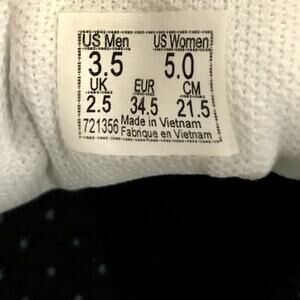 US Men US Women
3.5 5.0
UK EUR CM
2.5 34.5 21.5
721356 Made in Vietnam
Fabrique en Vietnam